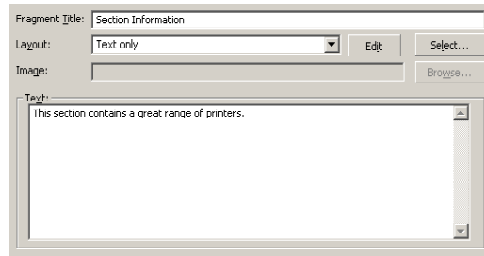 Fragment Title: Section Information
Layout: Text only Edit Select...
Image: Browse...
Text:
This section contains a great range of printers.